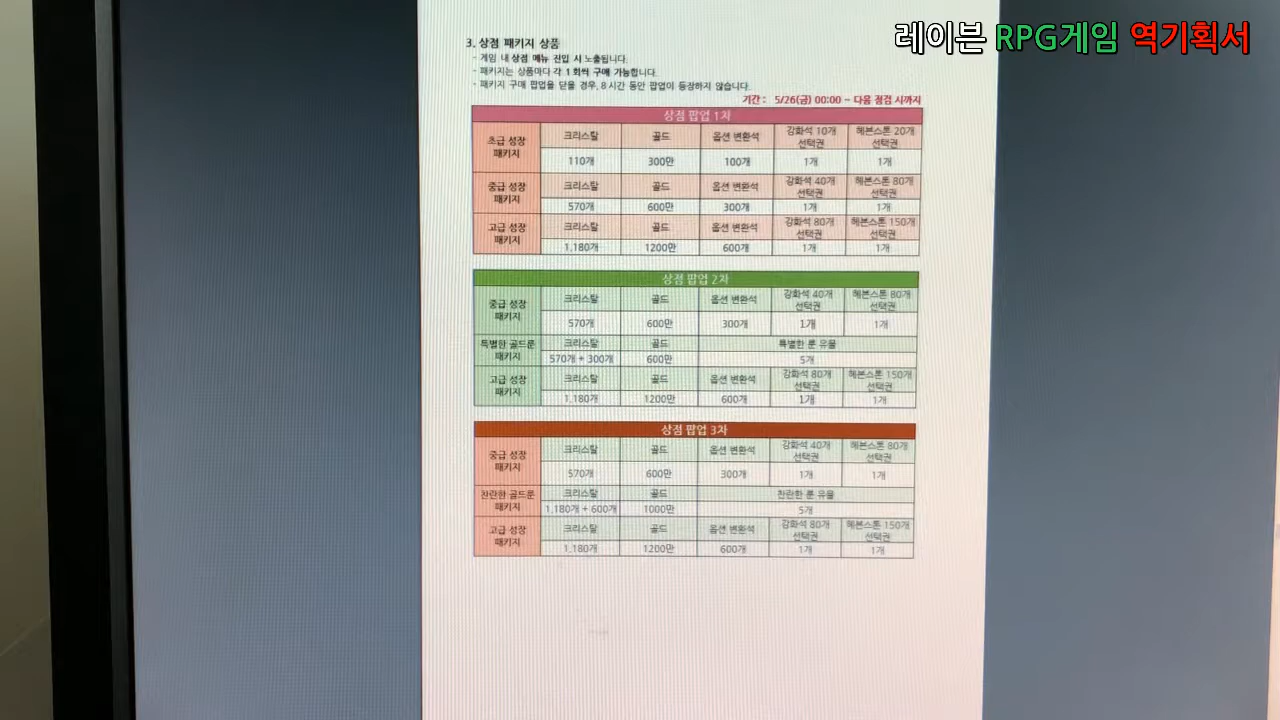 레이븐 RPG게임 역기획서
3. 상점 패키지 상품
- 게임 내 상점 메뉴 진입 시 노출됩니다.
- 패키지는 상품마다 각 1회씩 구매 가능합니다.
- 패키지 구매 팝업을 닫을 경우, 8시간 동안 팝업이 등장하지 않습니다.
기간 : 5/26(금) 00:00 ~ 다음 점검 시까지
상점 팝업 1차
초급 성장 패키지 크리스탈 골드 옵션 변환석 강화석 10개 선택권 헤븐스톤 20개 선택권
110개 300만 100개 1개 1개
중급 성장 패키지 크리스탈 골드 옵션 변환석 강화석 40개 선택권 헤븐스톤 80개 선택권
570개 600만 300개 1개 1개
고급 성장 패키지 크리스탈 골드 옵션 변환석 강화석 80개 선택권 헤븐스톤 150개 선택권
1,180개 1200만 600개 1개 1개
상점 팝업 2차
중급 성장 패키지 크리스탈 골드 옵션 변환석 강화석 40개 선택권 헤븐스톤 80개 선택권
570개 600만 300개 1개 1개
특별한 골드룬 패키지 크리스탈 골드 특별한 룬 유물
570개 + 300개 600만 5개
고급 성장 패키지 크리스탈 골드 옵션 변환석 강화석 80개 선택권 헤븐스톤 150개 선택권
1,180개 1200만 600개 1개 1개
상점 팝업 3차
중급 성장 패키지 크리스탈 골드 옵션 변환석 강화석 40개 선택권 헤븐스톤 80개 선택권
570개 600만 300개 1개 1개
찬란한 골드룬 패키지 크리스탈 골드 찬란한 룬 유물
1,180개 + 600개 1000만 5개
고급 성장 패키지 크리스탈 골드 옵션 변환석 강화석 80개 선택권 헤븐스톤 150개 선택권
1,180개 1200만 600개 1개 1개